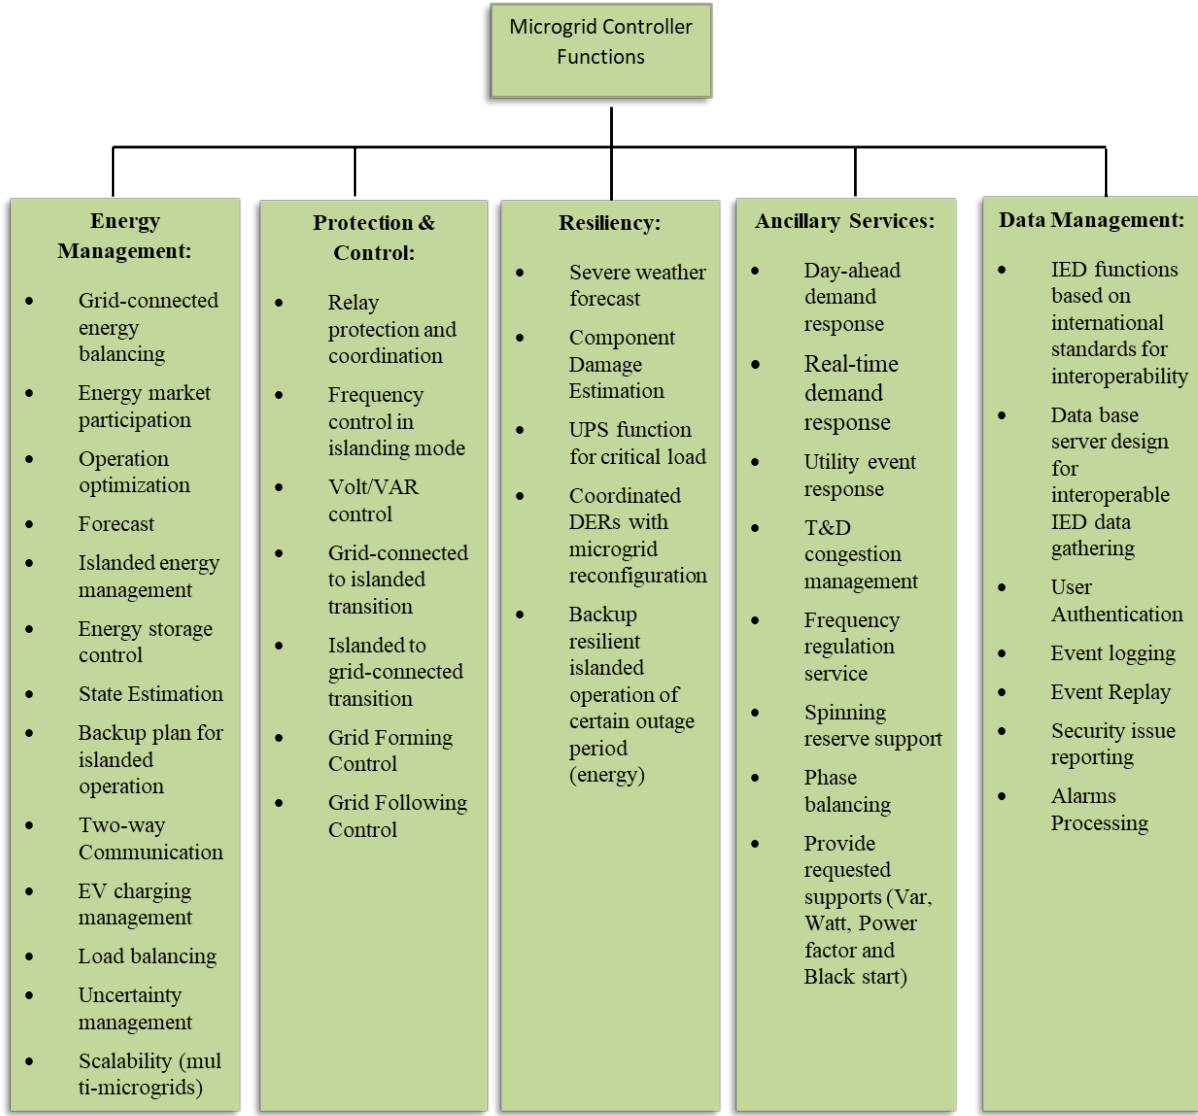 Microgrid Controller
Functions
Energy
Management:
• Grid-connected
energy
balancing
• Energy market
participation
• Operation
optimization
• Forecast
• Islanded energy
management
• Energy storage
control
• State Estimation
• Backup plan for
islanded
operation
• Two-way
Communication
• EV charging
management
• Load balancing
• Uncertainty
management
• Scalability (mul
ti-microgrids)
Protection &
Control:
• Relay
protection and
coordination
• Frequency
control in
islanding mode
• Volt/VAR
control
• Grid-connected
to islanded
transition
• Islanded to
grid-connected
transition
• Grid Forming
Control
• Grid Following
Control
Resiliency:
• Severe weather
forecast
• Component
Damage
Estimation
• UPS function
for critical load
• Coordinated
DERs with
microgrid
reconfiguration
• Backup
resilient
islanded
operation of
certain outage
period
(energy)
Ancillary Services:
• Day-ahead
demand
response
• Real-time
demand
response
• Utility event
response
• T&D
congestion
management
• Frequency
regulation
service
• Spinning
reserve support
• Phase
balancing
• Provide
requested
supports (Var,
Watt, Power
factor and
Black start)
Data Management:
• IED functions
based on
international
standards for
interoperability
• Data base
server design
for
interoperable
IED data
gathering
• User
Authentication
• Event logging
• Event Replay
• Security issue
reporting
• Alarms
Processing